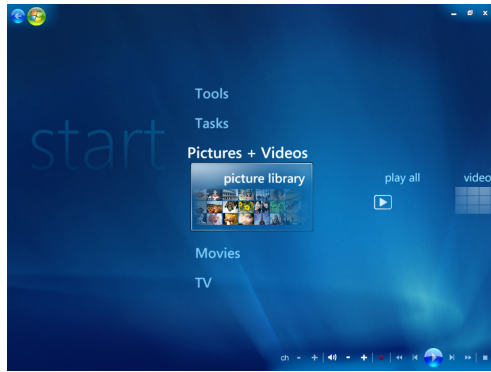 start
Tools
Tasks
Pictures + Videos
picture library
play all
video
Movies
TV
ch - +
- +